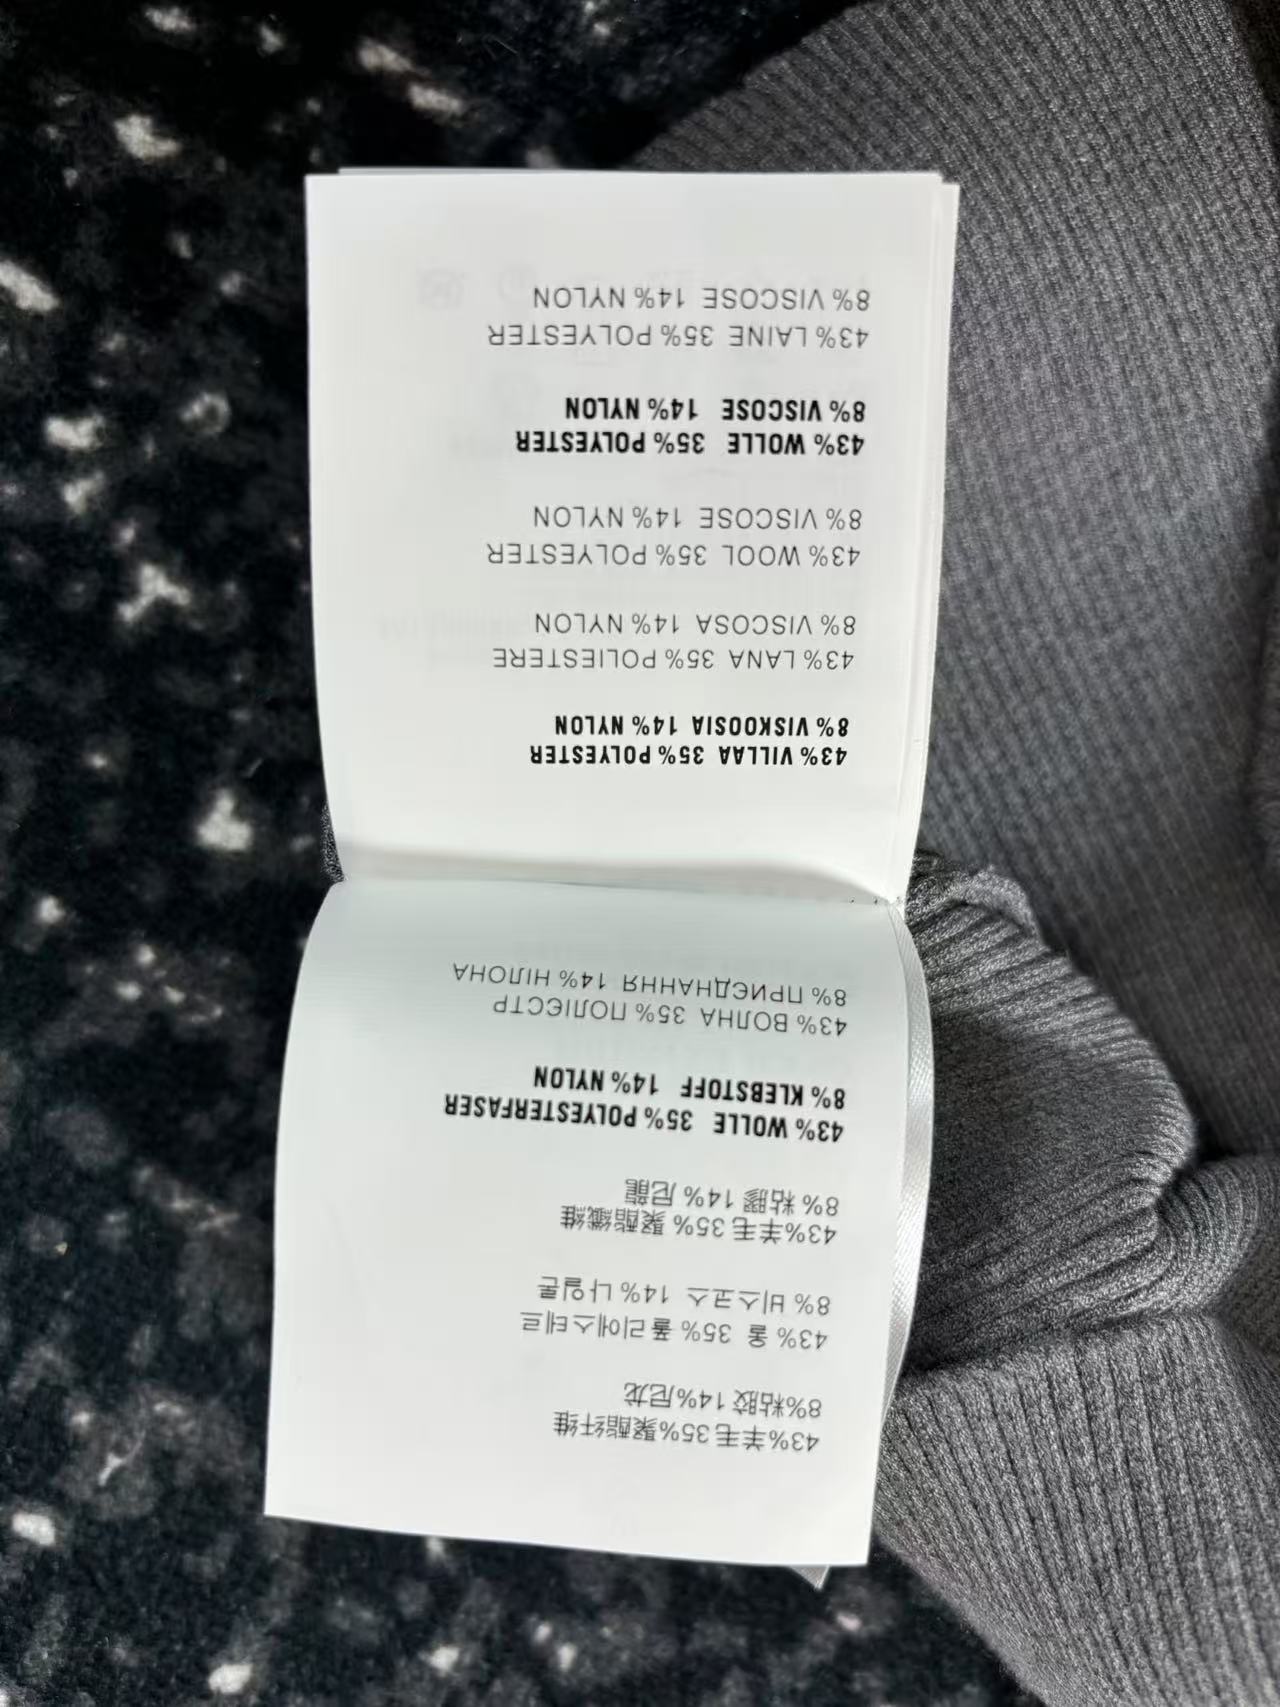 43%羊毛35%聚酯纤维
8%粘胶14%尼龙
43% 울 35% 폴리에스테르
8% 비스코스 14% 나일론
43%羊毛 35% 聚酯纖維
8% 粘膠 14% 尼龍
43% WOLLE 35% POLYESTERFASER
8% KLEBSTOFF 14% NYLON
43% ВОЛНА 35% ПОЛІЄСТР
8% ПРИЄДНАННЯ 14% НІЛОНА
43% VILLAA 35% POLYESTER
8% VISKOOSIA 14% NYLON
43% LANA 35% POLIESTERE
8% VISCOSA 14% NYLON
43% WOOL 35% POLYESTER
8% VISCOSE 14% NYLON
43% WOLLE 35% POLYESTER
8% VISCOSE 14% NYLON
43% LAINE 35% POLYESTER
8% VISCOSE 14% NYLON